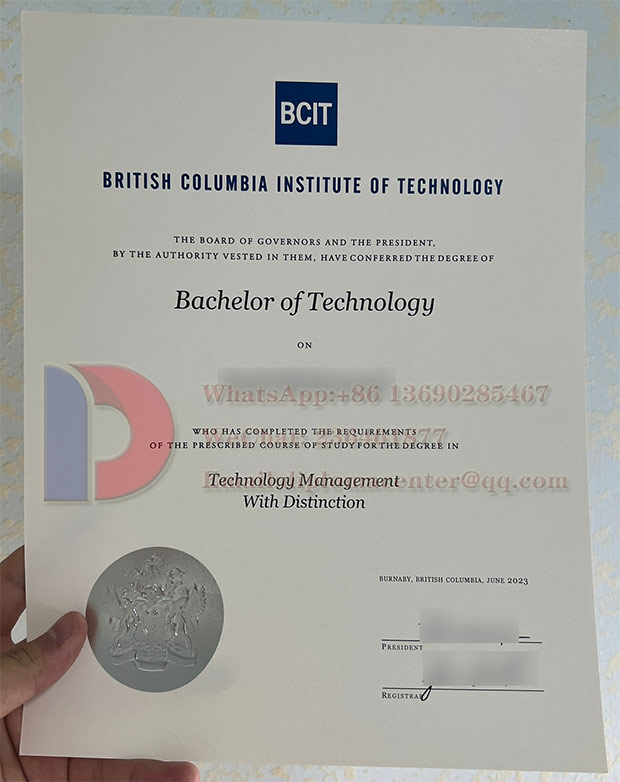 BCIT
BRITISH COLUMBIA INSTITUTE OF TECHNOLOGY
THE BOARD OF GOVERNORS AND THE PRESIDENT,
BY THE AUTHORITY VESTED IN THEM, HAVE CONFERRED THE DEGREE OF
Bachelor of Technology
ON
WhatsApp:+86 13690285467
WHO HAS COMPLETED THE REQUIREMENTS
OF THE PRESCRIBED COURSE OF STUDY FOR THE DEGREE IN
Technology Management
With Distinction
BURNABY, BRITISH COLUMBIA, JUNE 2023
PRESIDENT
REGISTRAR